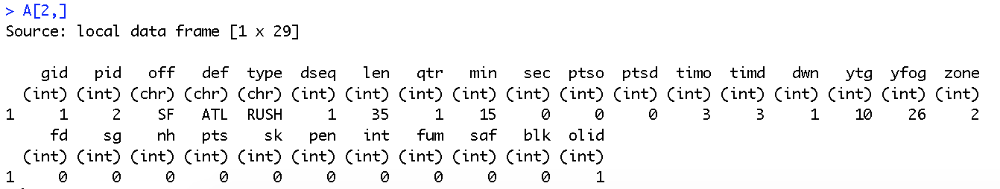 > A[2,]
Source: local data frame [1 x 29]
gid pid off def type dseq len qtr min sec ptso ptsd timo timd dwn ytg yfog zone
(int) (int) (chr) (chr) (chr) (int) (int) (int) (int) (int) (int) (int) (int) (int) (int) (int) (int) (int)
1 1 2 SF ATL RUSH 1 35 1 15 0 0 0 3 3 1 10 26 2
fd sg nh pts sk pen int fum saf blk olid
(int) (int) (int) (int) (int) (int) (int) (int) (int) (int) (int)
1 0 0 0 0 0 0 0 0 0 0 1